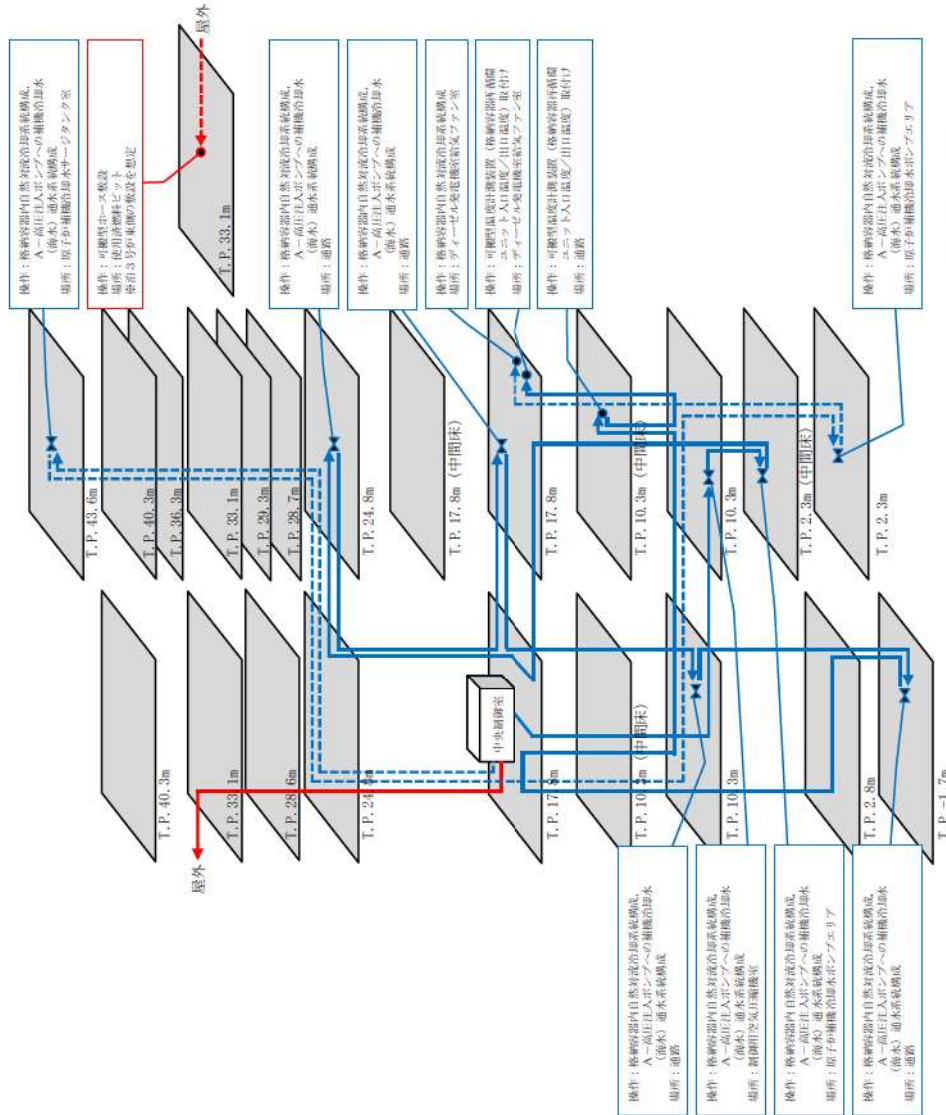 屋外
操作：格納容器内自然対流冷却系統構成，
A－高圧注入ポンプへの補機冷却水
（海水）通水系統構成
場所：原子炉補機冷却水サージタンク室
操作：可搬型ホース敷設
場所：使用済燃料ピット
※泊３号炉東側の敷設を想定
操作：格納容器内自然対流冷却系統構成，
A－高圧注入ポンプへの補機冷却水
（海水）通水系統構成
場所：通路
操作：格納容器内自然対流冷却系統構成，
A－高圧注入ポンプへの補機冷却水
（海水）通水系統構成
場所：通路
操作：格納容器内自然対流冷却系統構成
場所：ディーゼル発電機室給気ファン室
操作：可搬型温度計測装置（格納容器再循環
ユニット入口温度／出口温度）取付け
場所：ディーゼル発電機室給気ファン室
操作：可搬型温度計測装置（格納容器再循環
ユニット入口温度／出口温度）取付け
場所：通路
操作：格納容器内自然対流冷却系統構成，
A－高圧注入ポンプへの補機冷却水
（海水）通水系統構成
場所：原子炉補機冷却水ポンプエリア
T.P.33.1m
T.P.43.6m
T.P.40.3m
T.P.36.3m
T.P.33.1m
T.P.29.3m
T.P.28.7m
T.P.24.8m
T.P.17.8m（中間床）
T.P.17.8m
T.P.10.3m（中間床）
T.P.10.3m
T.P.2.3m（中間床）
T.P.2.3m
屋外
中央制御室
T.P.40.3m
T.P.33.1m
T.P.28.6m
T.P.24.8m
T.P.17.8m
T.P.10.3m（中間床）
T.P.10.3m
T.P.2.8m
T.P.-1.7m
操作：格納容器内自然対流冷却系統構成，
A－高圧注入ポンプへの補機冷却水
（海水）通水系統構成
場所：通路
操作：格納容器内自然対流冷却系統構成，
A－高圧注入ポンプへの補機冷却水
（海水）通水系統構成
場所：制御用空気圧縮機室
操作：格納容器内自然対流冷却系統構成，
A－高圧注入ポンプへの補機冷却水
（海水）通水系統構成
場所：原子炉補機冷却水ポンプエリア
操作：格納容器内自然対流冷却系統構成，
A－高圧注入ポンプへの補機冷却水
（海水）通水系統構成
場所：通路